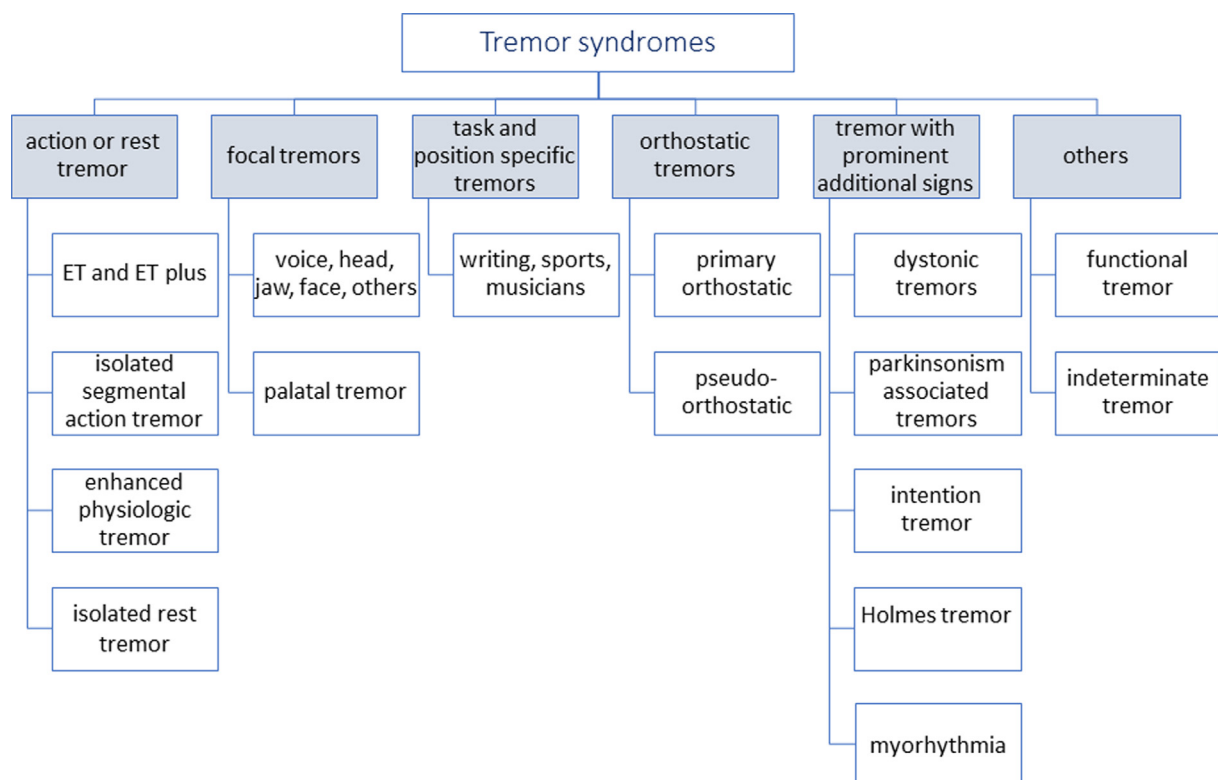 Tremor syndromes
action or rest
tremor
focal tremors
task and
position specific
tremors
orthostatic
tremors
tremor with
prominent
additional signs
others
ET and ET plus
isolated
segmental
action tremor
enhanced
physiologic
tremor
isolated rest
tremor
voice, head,
jaw, face, others
palatal tremor
writing, sports,
musicians
primary
orthostatic
pseudo-
orthostatic
dystonic
tremors
parkinsonism
associated
tremors
intention
tremor
Holmes tremor
myorhythmia
functional
tremor
indeterminate
tremor